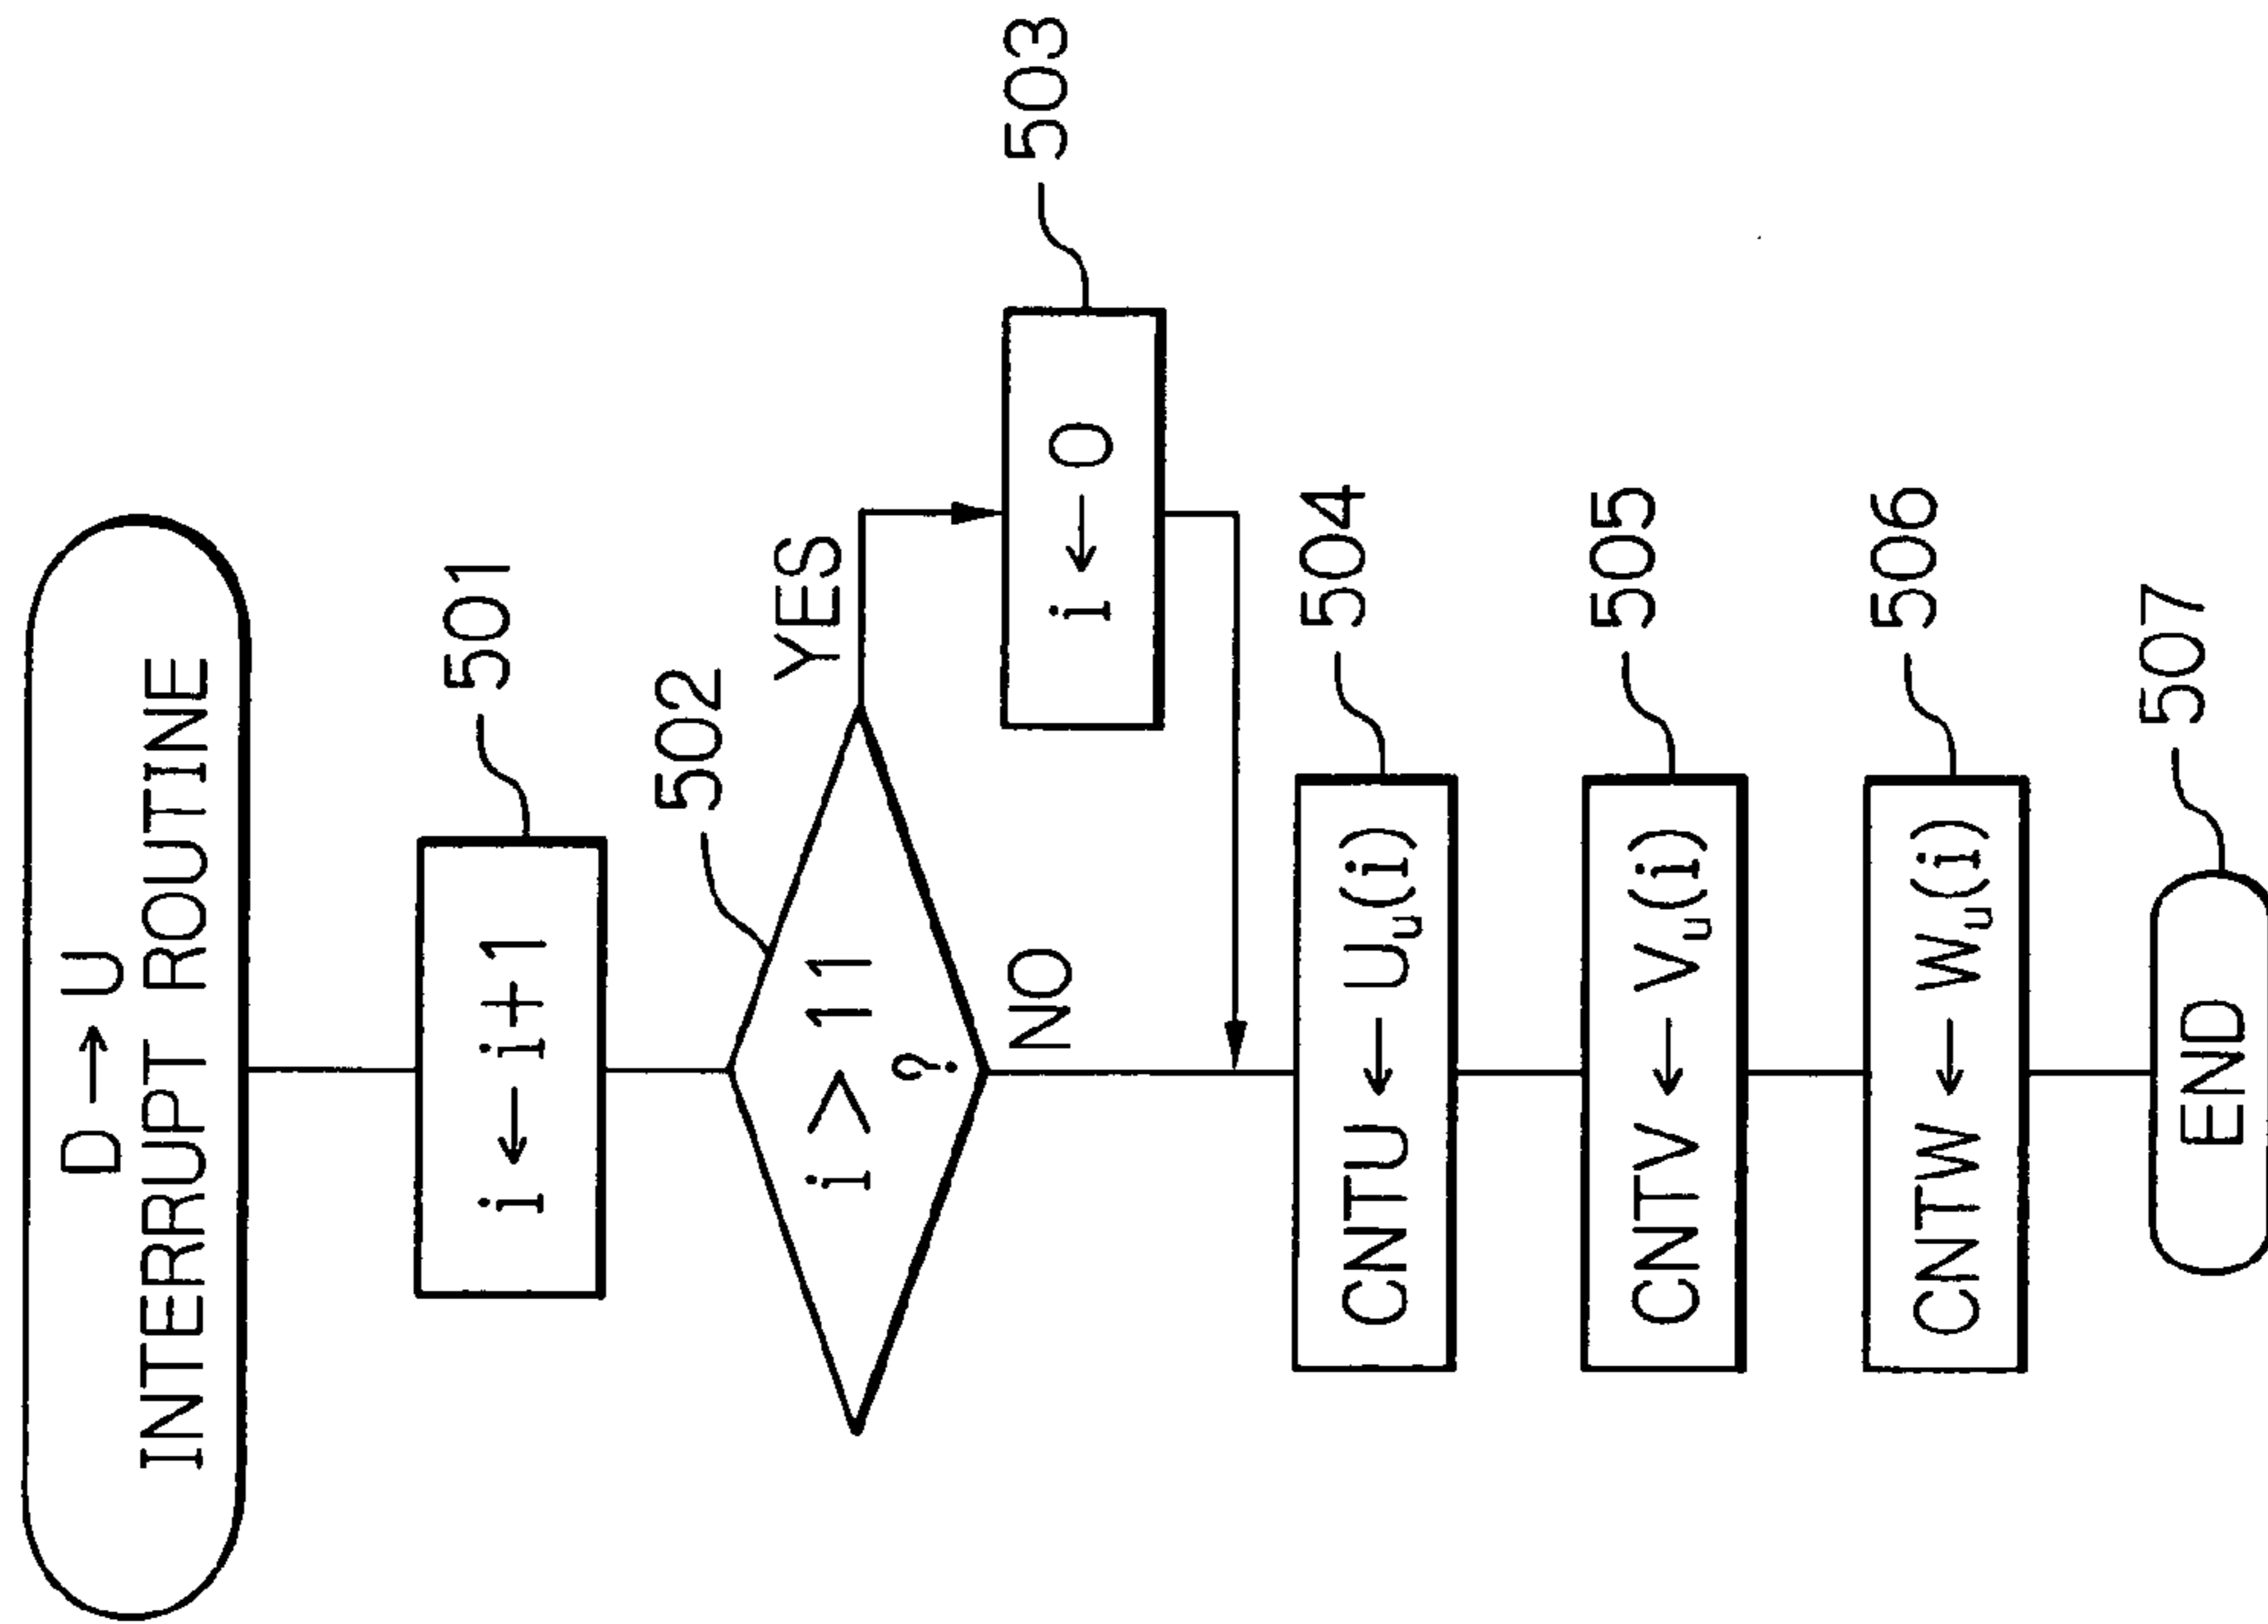 D → U
INTERRUPT ROUTINE
501
i ← i+1
502
i > 11
?
YES
NO
503
i ← 0
504
CNTU ← Uu(i)
505
CNTV ← Vu(i)
506
CNTW ← Wu(i)
507
END